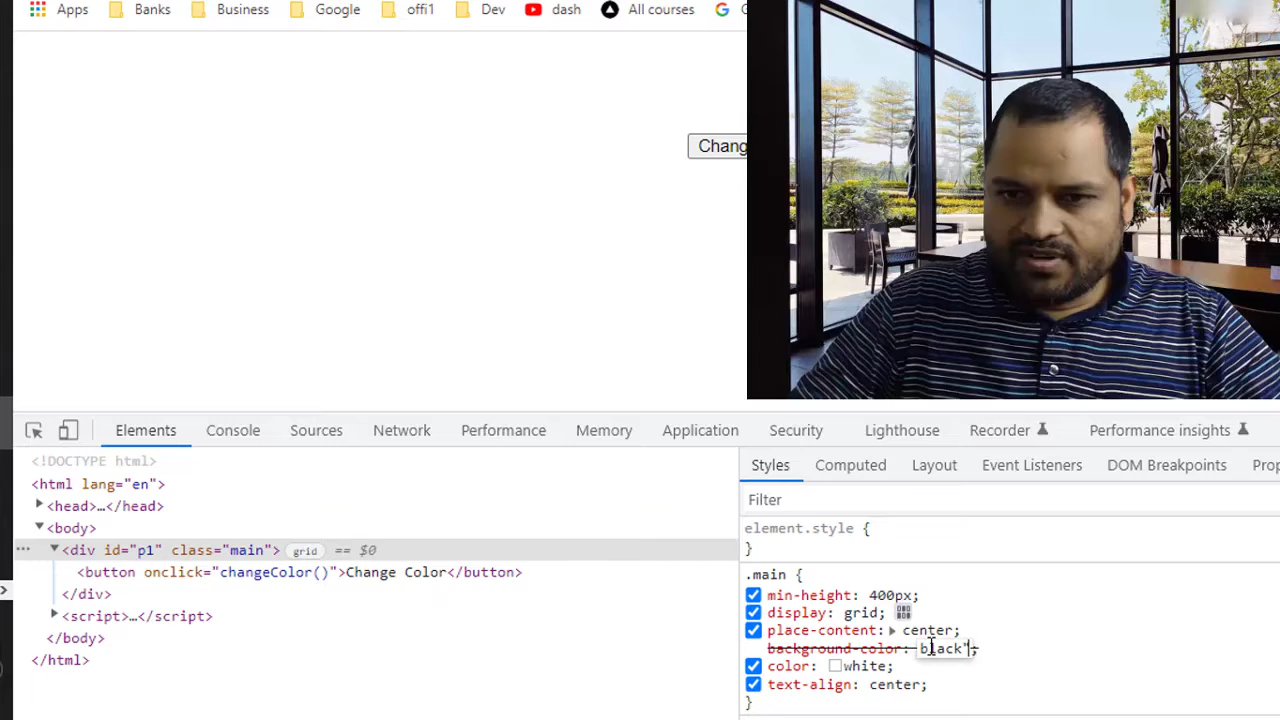 Apps Banks Business Google offi1 Dev dash All courses
Chang
Elements Console Sources Network Performance Memory Application Security Lighthouse Recorder Performance insights
<!DOCTYPE html>
<html lang="en">
<head>…</head>
<body>
<div id="p1" class="main"> grid == $0
<button onclick="changeColor()">Change Color</button>
</div>
<script>…</script>
</body>
</html>
Styles Computed Layout Event Listeners DOM Breakpoints Prop
Filter
element.style {
}
.main {
min-height: 400px;
display: grid;
place-content: center;
background-color: black";
color: white;
text-align: center;
}